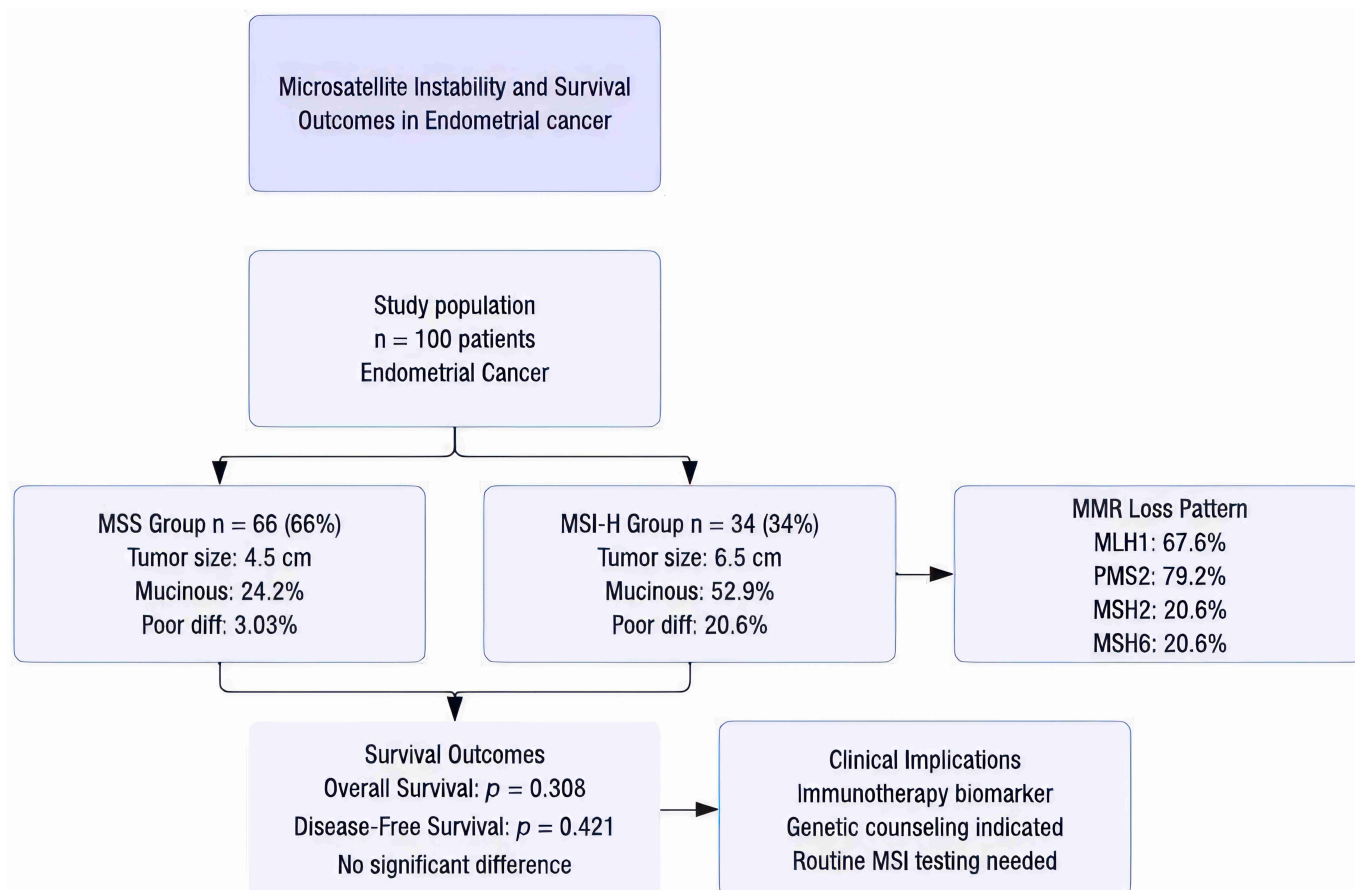 Microsatellite Instability and Survival
Outcomes in Endometrial cancer
Study population
n = 100 patients
Endometrial Cancer
MSS Group n = 66 (66%)
Tumor size: 4.5 cm
Mucinous: 24.2%
Poor diff: 3.03%
MSI-H Group n = 34 (34%)
Tumor size: 6.5 cm
Mucinous: 52.9%
Poor diff: 20.6%
MMR Loss Pattern
MLH1: 67.6%
PMS2: 79.2%
MSH2: 20.6%
MSH6: 20.6%
Survival Outcomes
Overall Survival: p = 0.308
Disease-Free Survival: p = 0.421
No significant difference
Clinical Implications
Immunotherapy biomarker
Genetic counseling indicated
Routine MSI testing needed